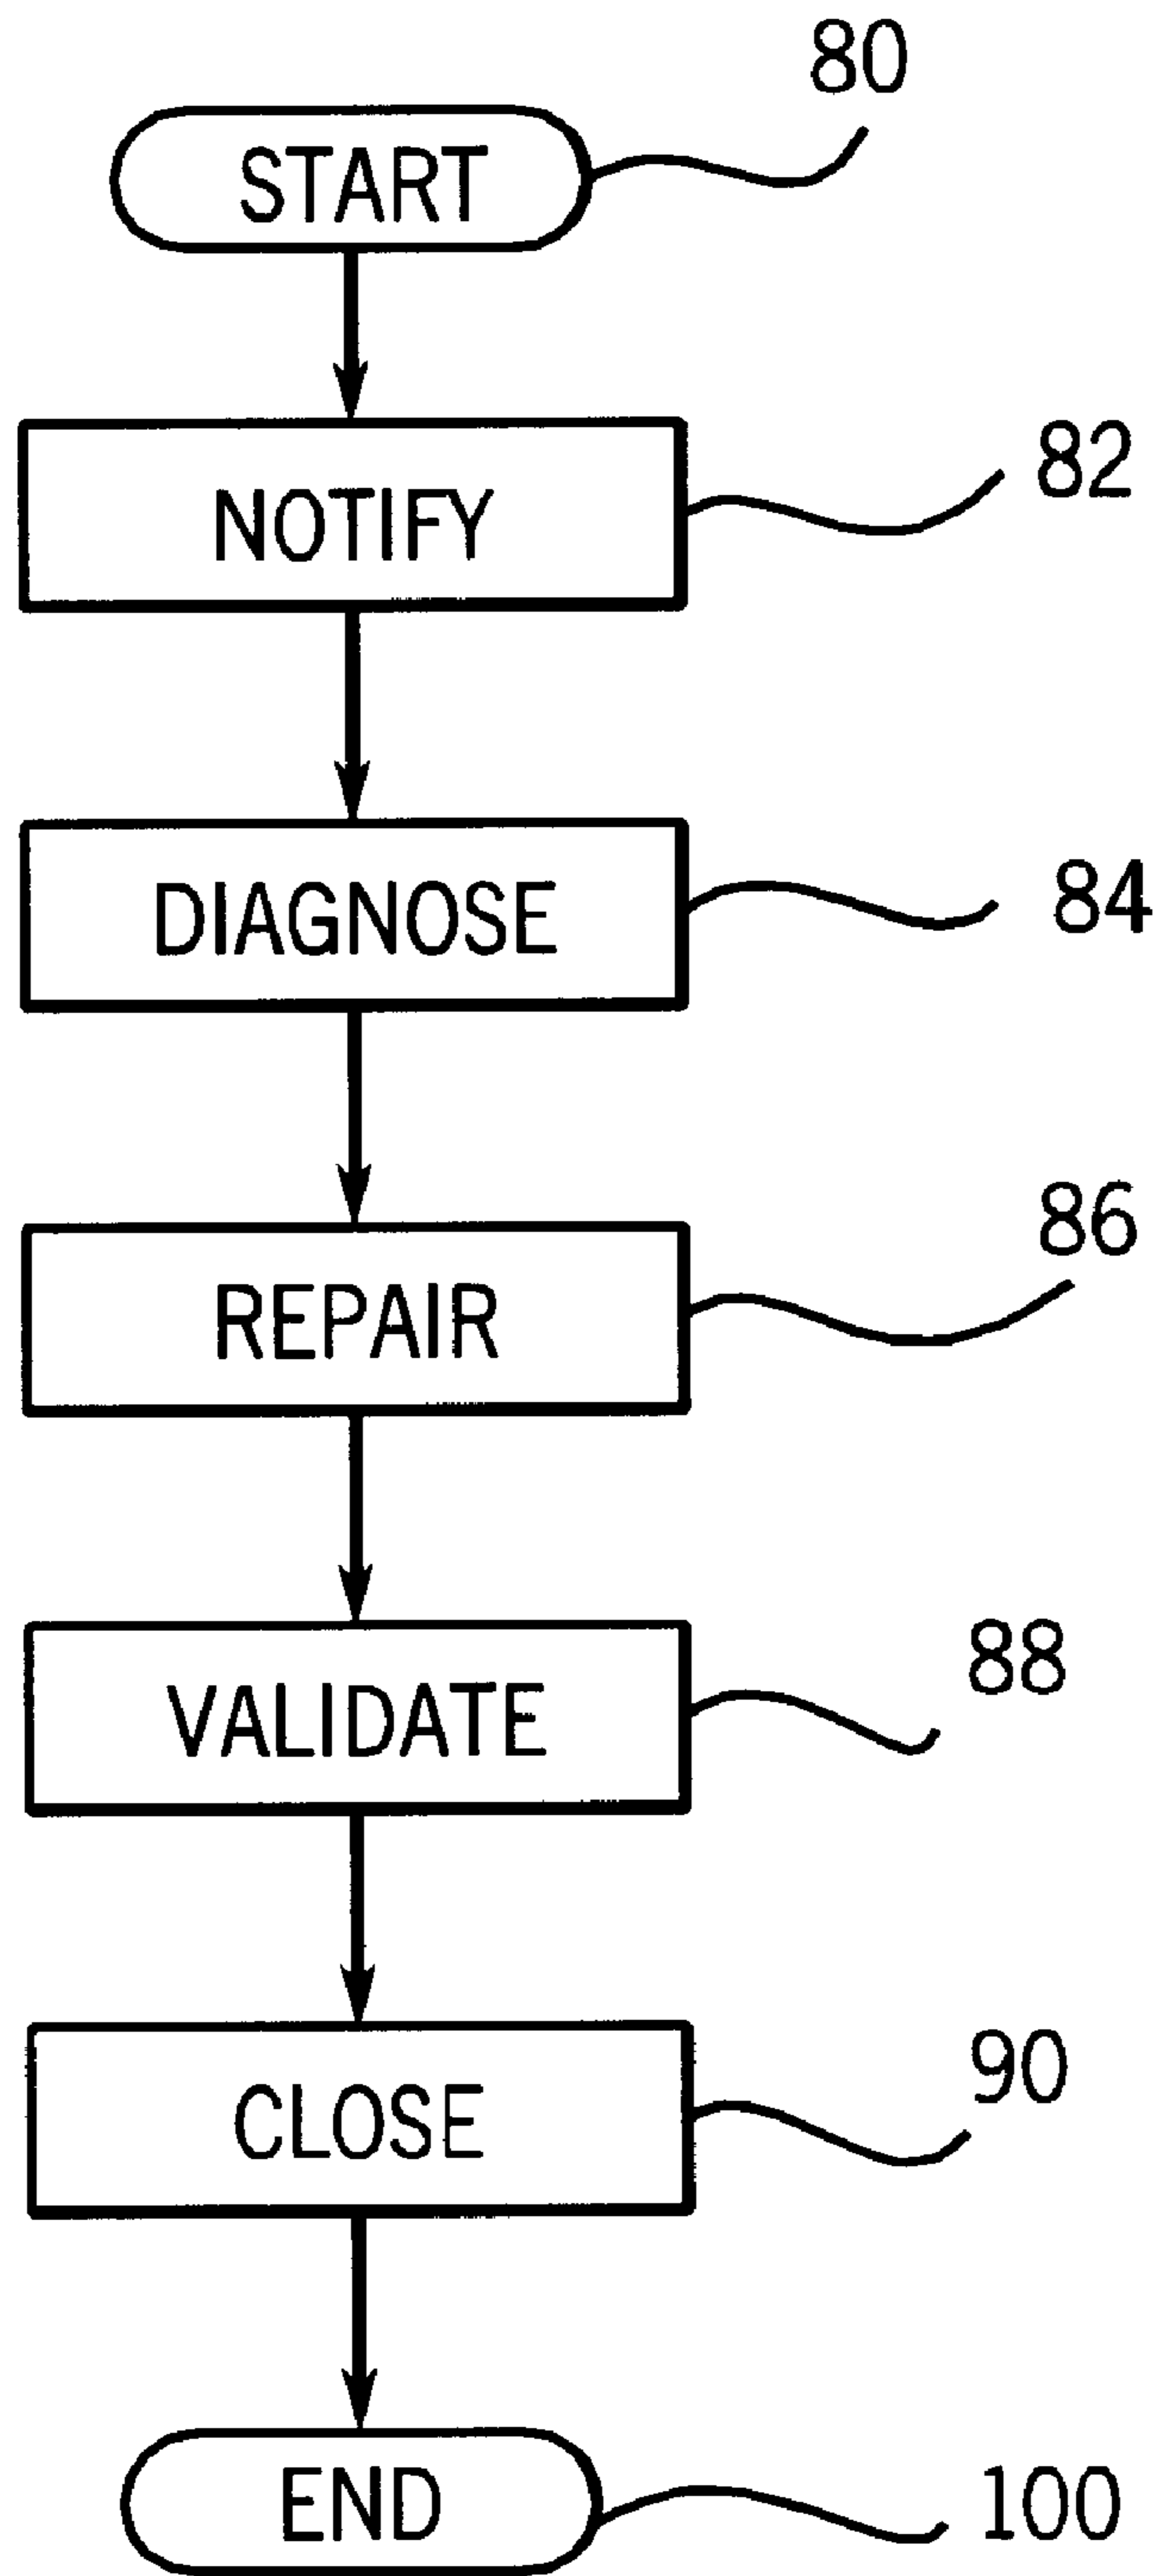 80
START
NOTIFY
82
DIAGNOSE
84
REPAIR
86
VALIDATE
88
CLOSE
90
END
100